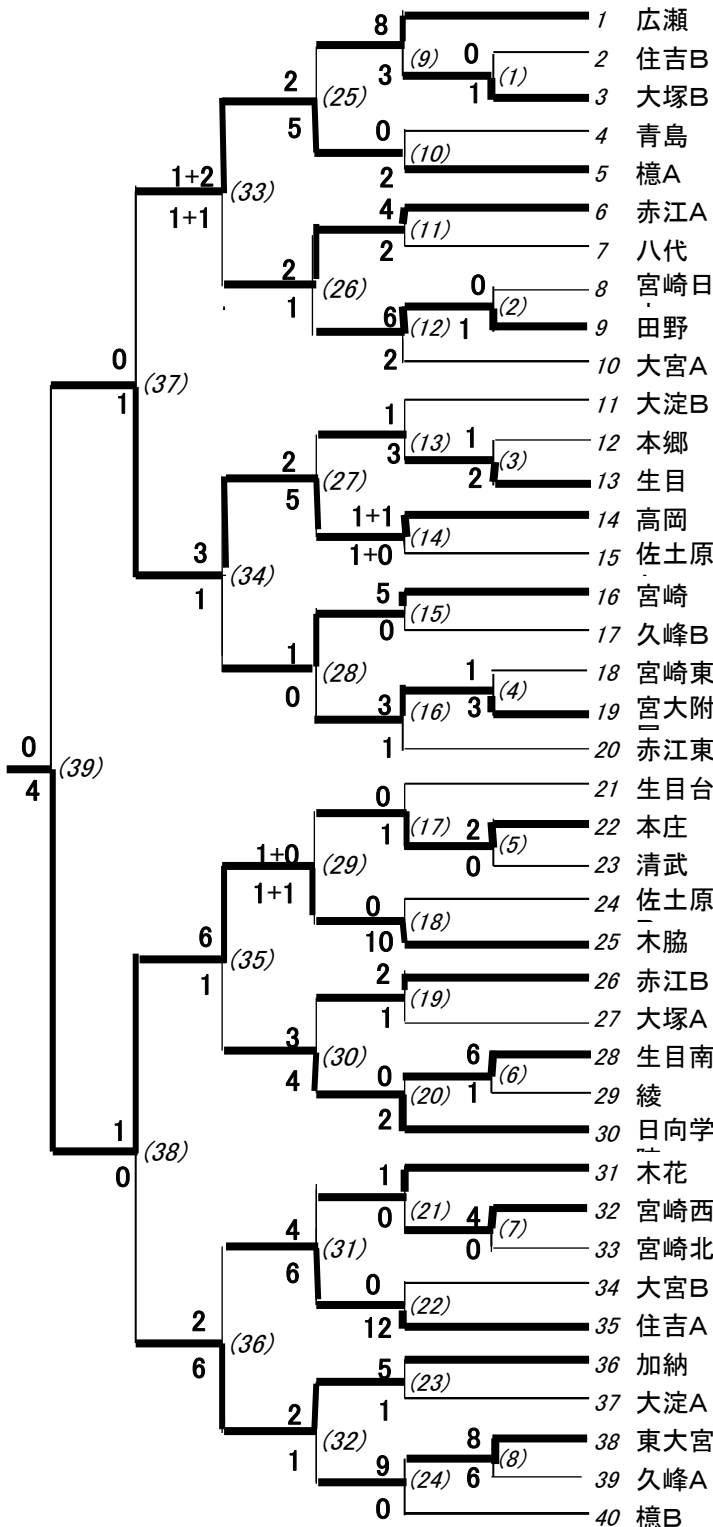 8 1 広瀬
(9) 0 2 住吉B
2 3 (1)
(25) 1 3 大塚B
5 0 4 青島
(10)
1+2 2 5 檍A
(33) 4 6 赤江A
1+1 (11)
2 2 7 八代
(26) 0 8 宮崎日
1 6 (2)
(12) 1 9 田野
0 2 10 大宮A
(37)
1 1 11 大淀B
(13) 1 12 本郷
2 3 (3)
(27) 2 13 生目
5 1+1 14 高岡
(14)
3 1+0 15 佐土原
(34)
1 5 16 宮崎
(15)
1 0 17 久峰B
(28) 1 18 宮崎東
0 3 (4)
(16) 3 19 宮大附
0 1 20 赤江東
(39)
4 0 21 生目台
(17) 2 22 本庄
1+0 1 (5)
(29) 0 23 清武
1+1 0 24 佐土原
(18)
6 10 25 木脇
(35)
1 2 26 赤江B
(19)
3 1 27 大塚A
(30) 6 28 生目南
4 0 (6)
(20) 1 29 綾
1 2 30 日向学
(38)
0 1 31 木花
(21) 4 32 宮崎西
4 0 (7)
(31) 0 33 宮崎北
6 0 34 大宮B
(22)
2 12 35 住吉A
(36)
6 5 36 加納
(23)
2 1 37 大淀A
(32) 8 38 東大宮
1 9 (8)
(24) 6 39 久峰A
0 40 檍B